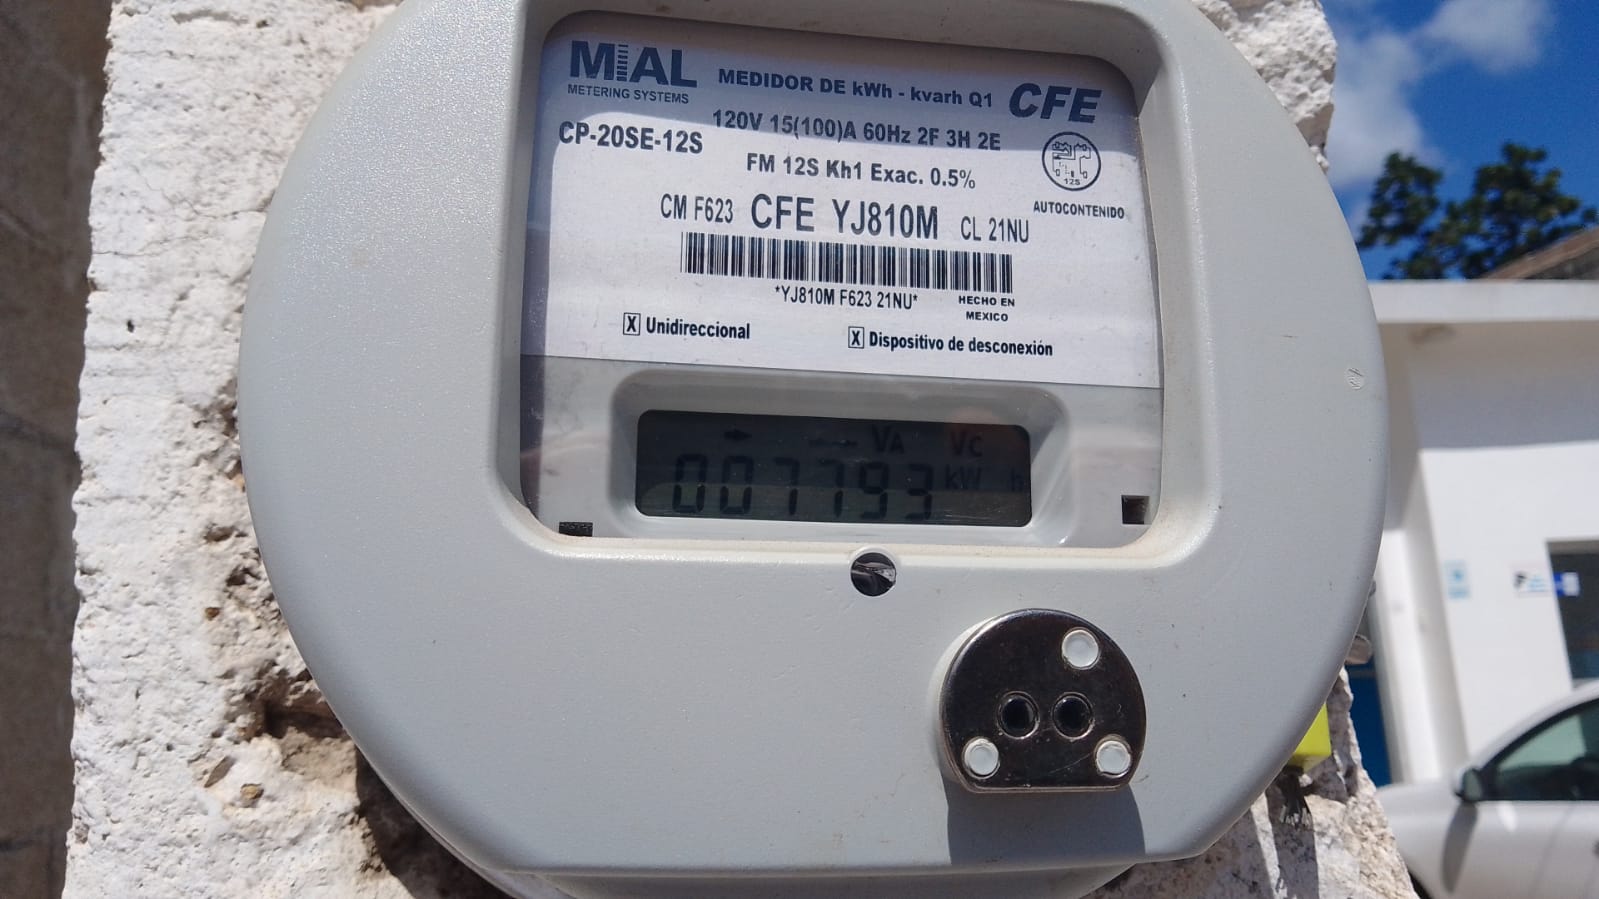 MIAL
METERING SYSTEMS
MEDIDOR DE kWh - kvarh Q1
CFE
120V 15(100)A 60Hz 2F 3H 2E
CP-20SE-12S
FM 12S Kh1 Exac. 0.5%
12S
AUTOCONTENIDO
CM F623 CFE YJ810M CL 21NU
*YJ810M F623 21NU*
HECHO EN
MEXICO
X Unidireccional
X Dispositivo de desconexión
VA VC
007793 kW h